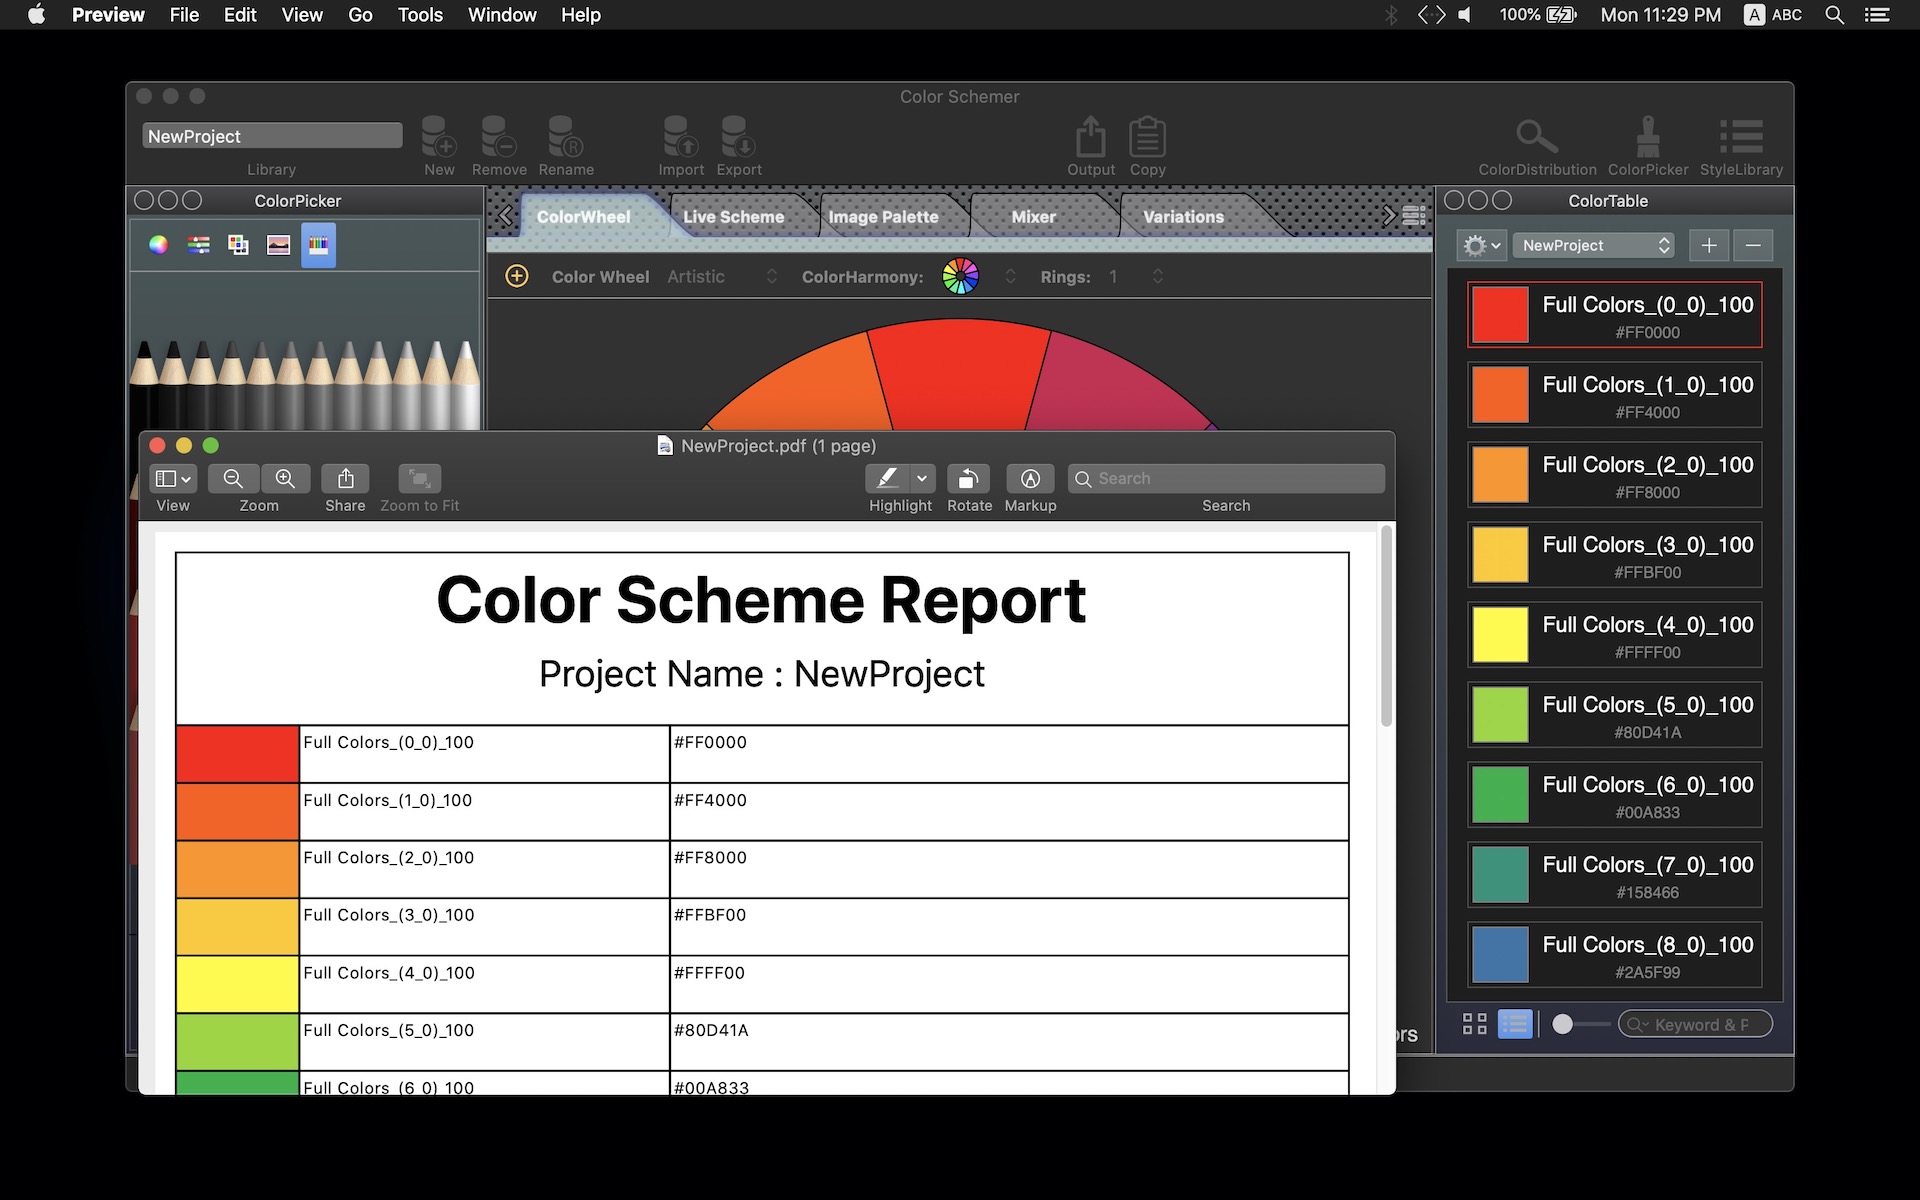 Preview File Edit View Go Tools Window Help 100% Mon 11:29 PM A ABC
Color Schemer
NewProject
Library New Remove Rename Import Export Output Copy ColorDistribution ColorPicker StyleLibrary
R
ColorPicker
ColorWheel Live Scheme Image Palette Mixer Variations
Color Wheel Artistic ColorHarmony: Rings: 1
ColorTable
NewProject
Full Colors_(0_0)_100
#FF0000
Full Colors_(1_0)_100
#FF4000
Full Colors_(2_0)_100
#FF8000
Full Colors_(3_0)_100
#FFBF00
Full Colors_(4_0)_100
#FFFF00
Full Colors_(5_0)_100
#80D41A
Full Colors_(6_0)_100
#00A833
Full Colors_(7_0)_100
#158466
Full Colors_(8_0)_100
#2A5F99
Keyword & F
NewProject.pdf (1 page)
Search
View Zoom Share Zoom to Fit Highlight Rotate Markup Search
Color Scheme Report
Project Name : NewProject
Full Colors_(0_0)_100 #FF0000
Full Colors_(1_0)_100 #FF4000
Full Colors_(2_0)_100 #FF8000
Full Colors_(3_0)_100 #FFBF00
Full Colors_(4_0)_100 #FFFF00
Full Colors_(5_0)_100 #80D41A
Full Colors (6 0) 100 #00A833